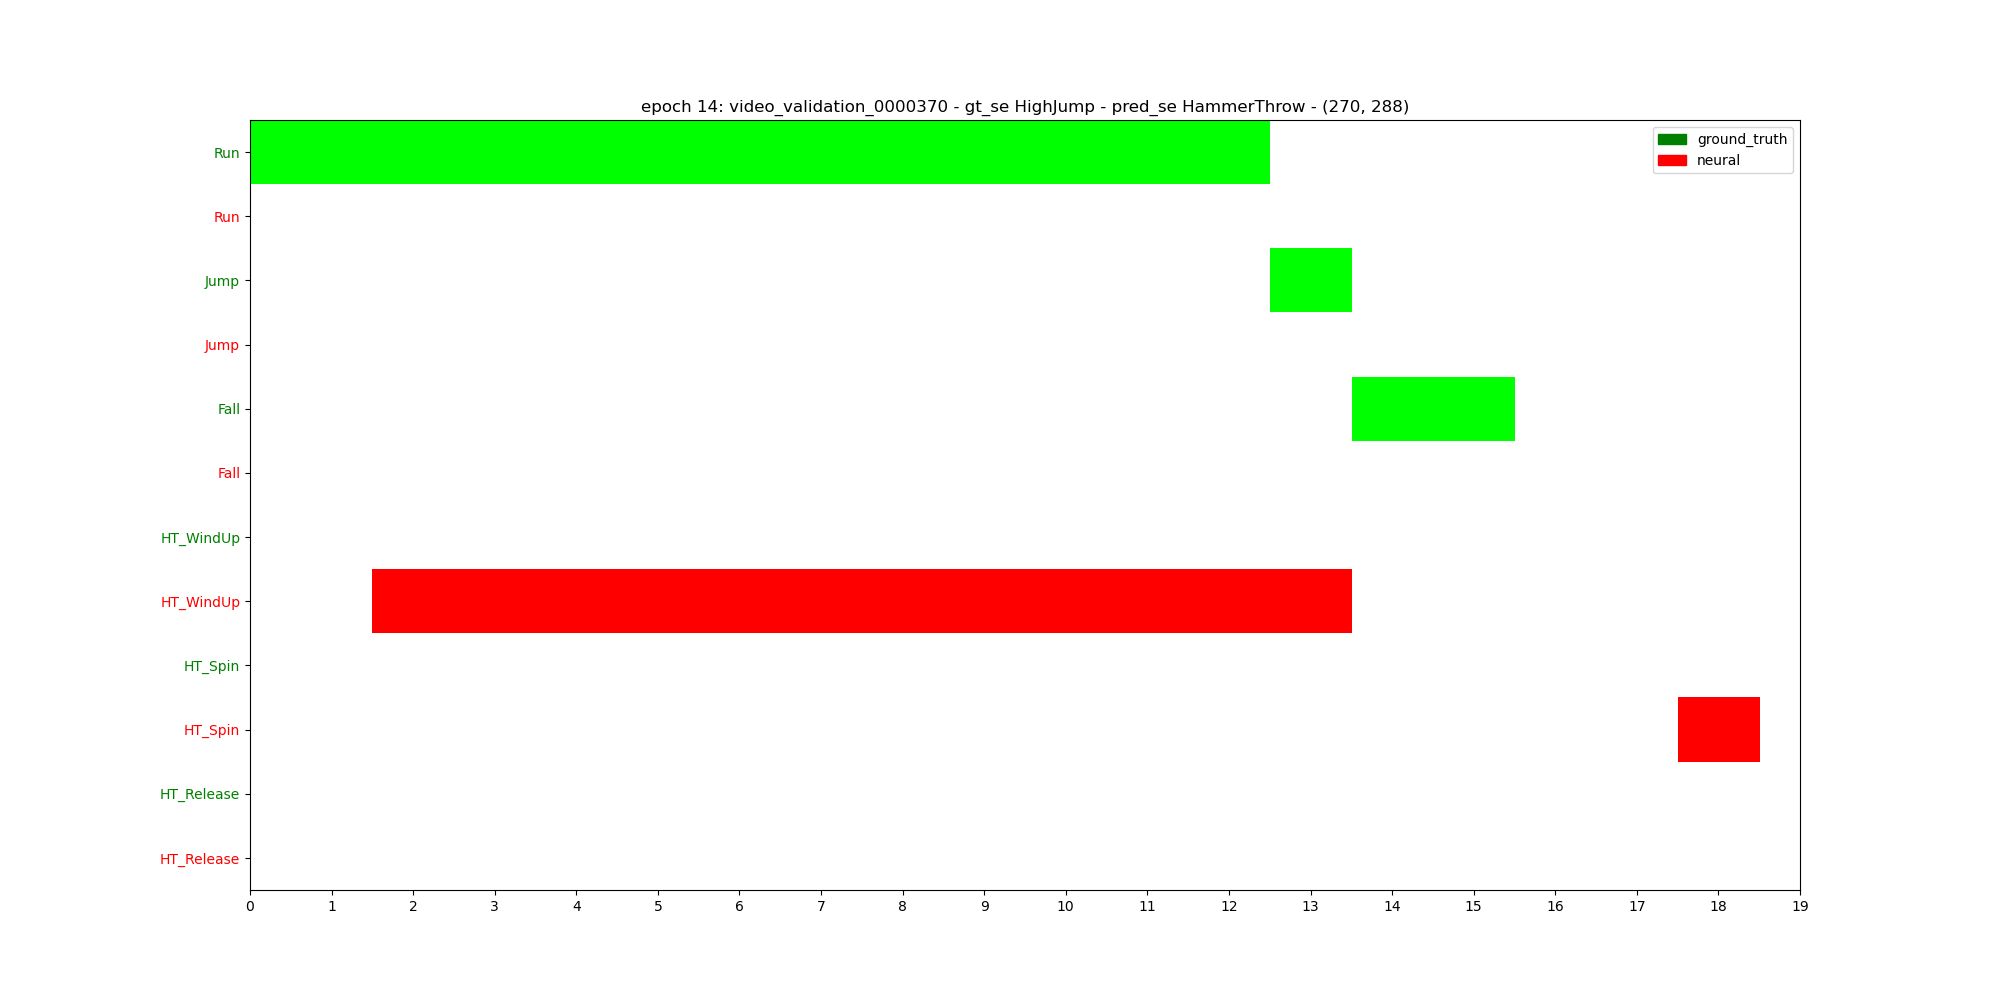 epoch 14: video_validation_0000370 - gt_se HighJump - pred_se HammerThrow - (270, 288)
ground_truth
neural
Run
Run
Jump
Jump
Fall
Fall
HT_WindUp
HT_WindUp
HT_Spin
HT_Spin
HT_Release
HT_Release
0 1 2 3 4 5 6 7 8 9 10 11 12 13 14 15 16 17 18 19